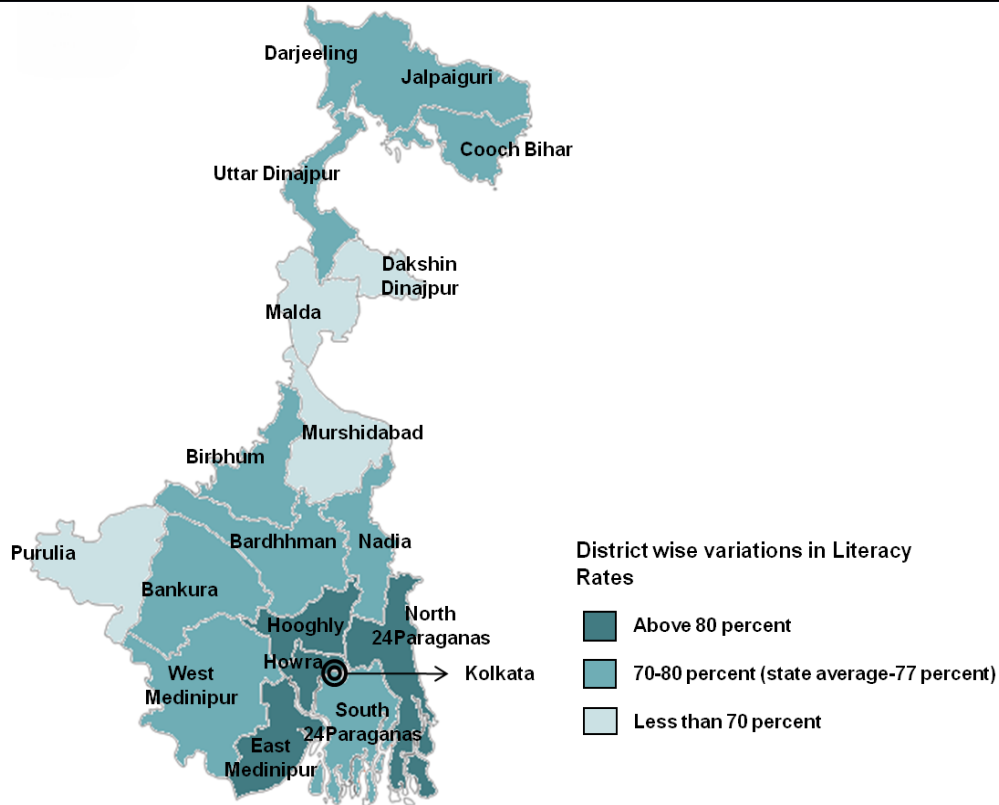 Darjeeling
Jalpaiguri
Cooch Bihar
Uttar Dinajpur
Dakshin
Dinajpur
Malda
Murshidabad
Birbhum
Bardhhman
Nadia
Purulia
Bankura
North
24Paraganas
Hooghly
Howra
Kolkata
West
Medinipur
South
24Paraganas
East
Medinipur
District wise variations in Literacy
Rates
Above 80 percent
70-80 percent (state average-77 percent)
Less than 70 percent